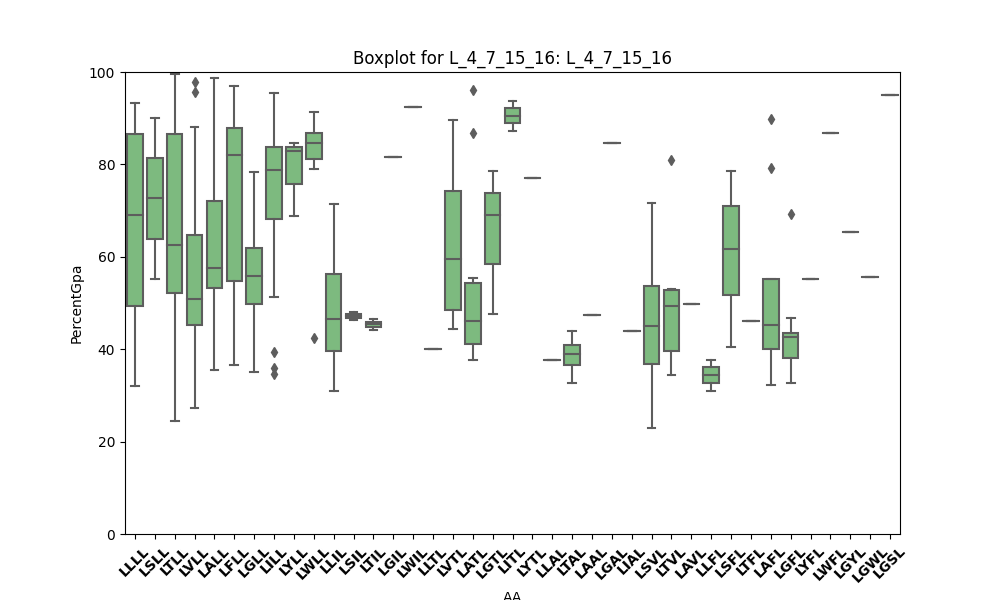 Boxplot for L_4_7_15_16: L_4_7_15_16
PercentGpa
100
80
60
40
20
0
LLLL LSLL LTLL LVLL LALL LFLL LGLL LILL LYLL LWLL LLIL LSIL LTIL LGIL LWIL LLTL LVTL LATL LGTL LITL LYTL LLAL LTAL LAAL LGAL LIAL LSVL LTVL LAVL LLFL LSFL LTFL LAFL LGFL LYFL LWFL LGYL LGWL LGSL
AA